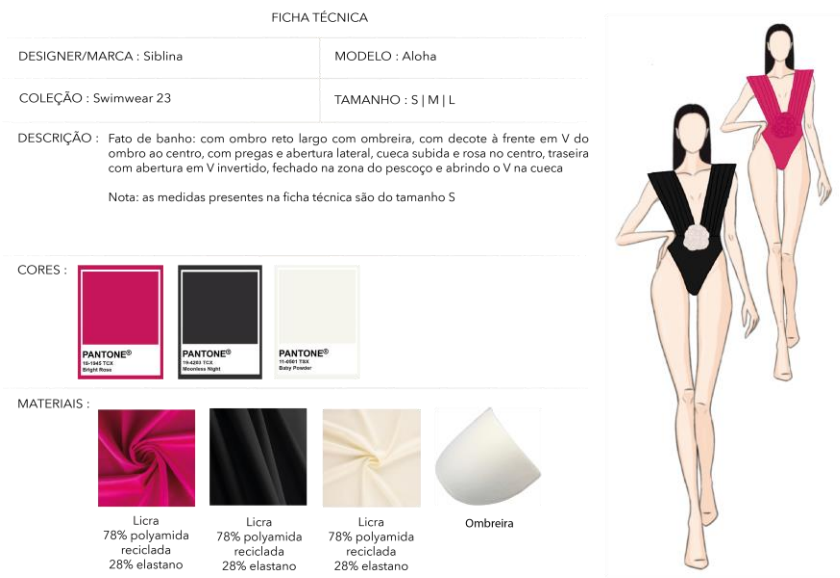 FICHA TÉCNICA
DESIGNER/MARCA : Siblina
MODELO : Aloha
COLEÇÃO : Swimwear 23
TAMANHO : S | M | L
DESCRIÇÃO : Fato de banho: com ombro reto largo com ombreira, com decote à frente em V do
ombro ao centro, com pregas e abertura lateral, cueca subida e rosa no centro, traseira
com abertura em V invertido, fechado na zona do pescoço e abrindo o V na cueca
Nota: as medidas presentes na ficha técnica são do tamanho S
CORES :
PANTONE®
Bright Rose
PANTONE®
19-4203 TCX
Moonless Night
PANTONE®
Baby Powder
MATERIAIS :
Licra
78% polyamida
reciclada
28% elastano
Licra
78% polyamida
reciclada
28% elastano
Licra
78% polyamida
reciclada
28% elastano
Ombreira